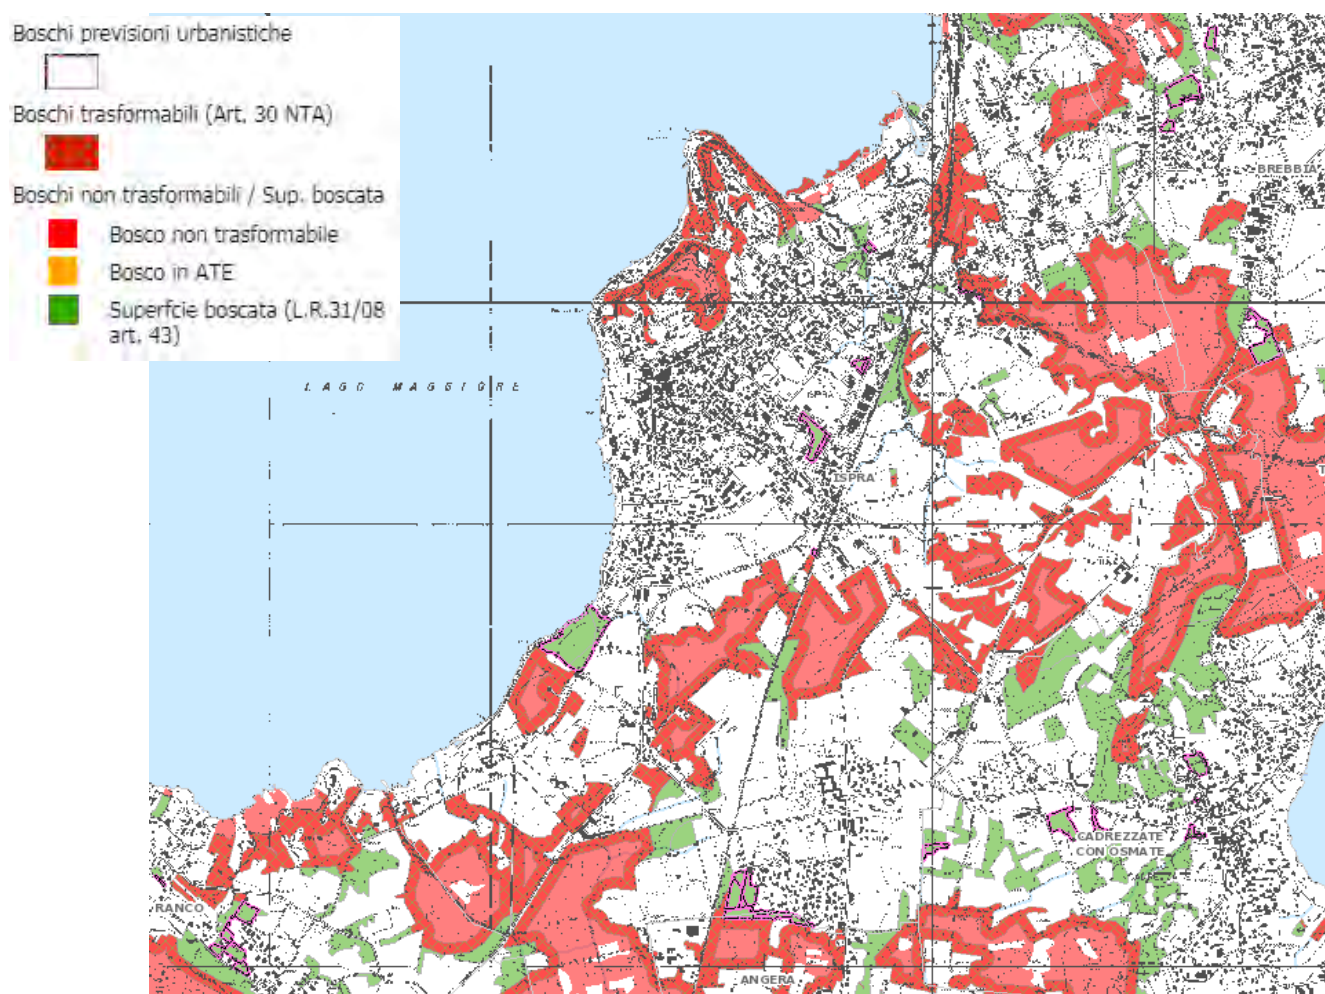 Boschi previsioni urbanistiche
Boschi trasformabili (Art. 30 NTA)
Boschi non trasformabili / Sup. boscata
Bosco non trasformabile
Bosco in ATE
Superfcie boscata (L.R.31/08
art. 43)
BREBBIA
LAGO MAGGIORE
ISPRA
CADREZZATE
CON OSMATE
RANCO
ANGERA